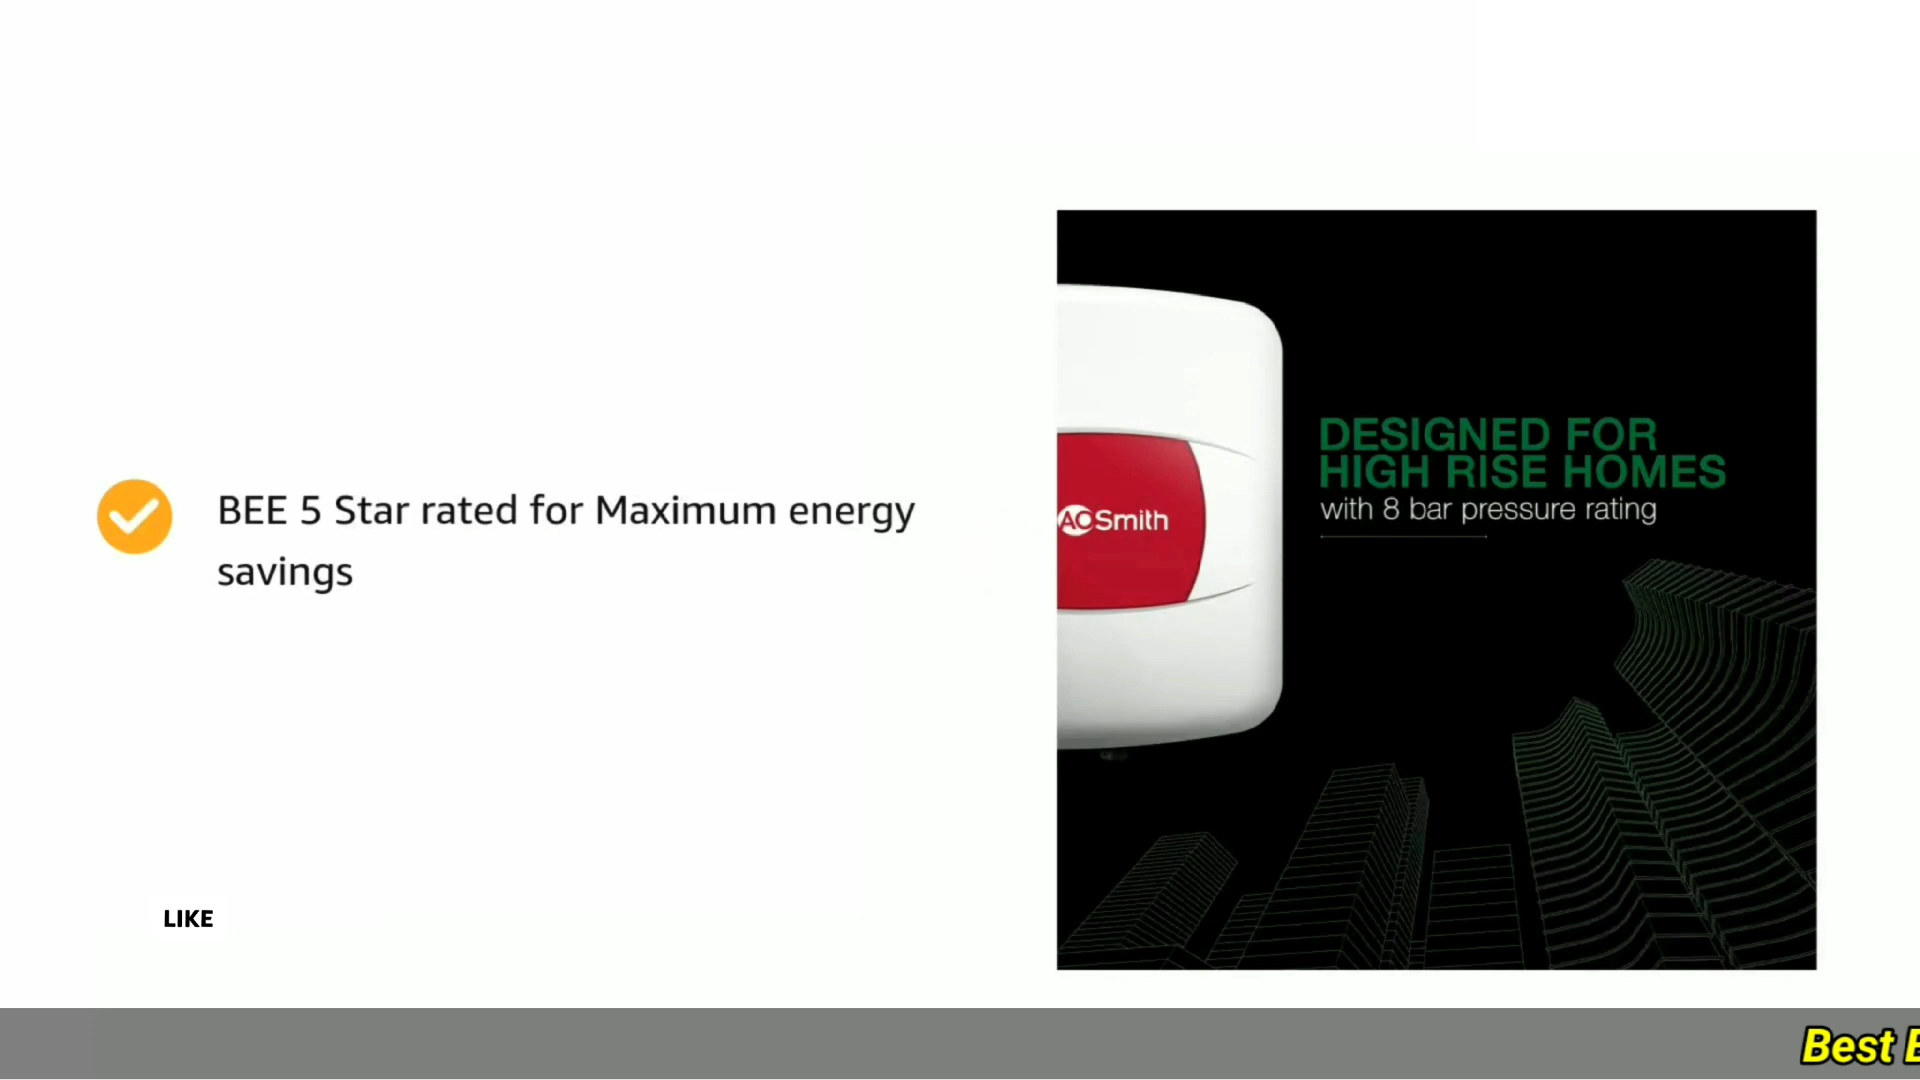 BEE 5 Star rated for Maximum energy
savings
DESIGNED FOR
HIGH RISE HOMES
with 8 bar pressure rating
AO Smith
LIKE
Best